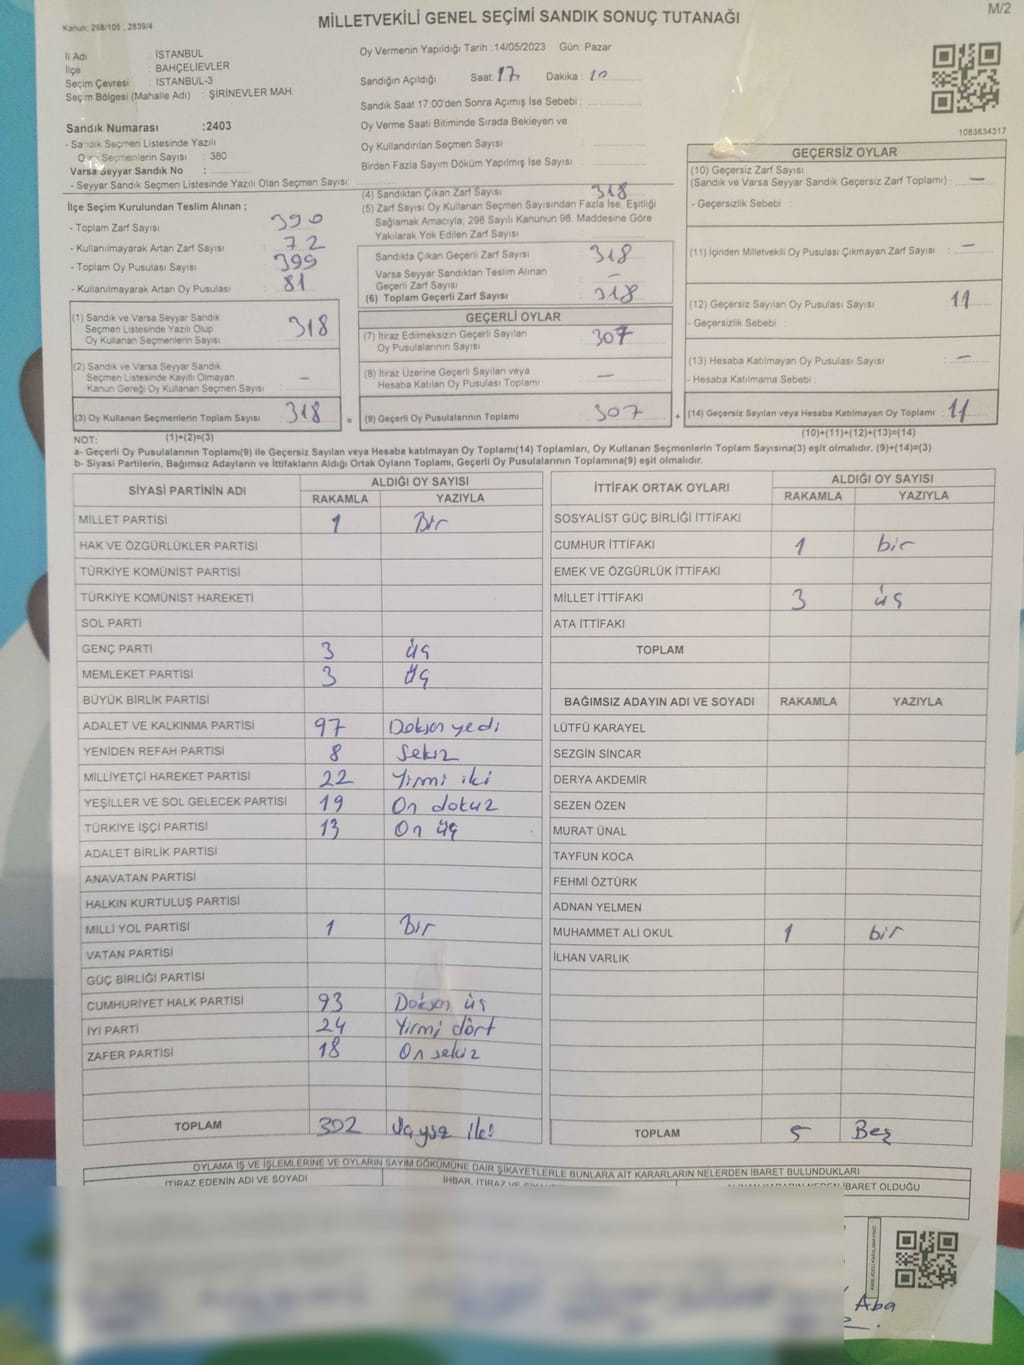 M/2
Kanun: 298/105 , 2839/4
MİLLETVEKİLİ GENEL SEÇİMİ SANDIK SONUÇ TUTANAĞI
İl Adı : İSTANBUL
İlçe : BAHÇELİEVLER
Seçim Çevresi : İSTANBUL-3
Seçim Bölgesi (Mahalle Adı) : ŞİRİNEVLER MAH.
Sandık Numarası :2403
- Sandık Seçmen Listesinde Yazılı
Seçmenlerin Sayısı : 380
Varsa Seyyar Sandık No :
- Seyyar Sandık Seçmen Listesinde Yazılı Olan Seçmen Sayısı:
Oy Vermenin Yapıldığı Tarih : 14/05/2023 Gün: Pazar
Sandığın Açıldığı Saat: 17 Dakika : 10
Sandık Saat 17:00'den Sonra Açımış İse Sebebi :
Oy Verme Saati Bitiminde Sırada Bekleyen ve
Oy Kullandırılan Seçmen Sayısı :
Birden Fazla Sayım Döküm Yapılmış İse Sayısı :
1083634317
İlçe Seçim Kurulundan Teslim Alınan ;
- Toplam Zarf Sayısı : 390
- Kullanılmayarak Artan Zarf Sayısı : 72
- Toplam Oy Pusulası Sayısı : 399
- Kullanılmayarak Artan Oy Pusulası : 81
(1) Sandık ve Varsa Seyyar Sandık
Seçmen Listesinde Yazılı Olup
Oy Kullanan Seçmenlerin Sayısı : 318
(2) Sandık ve Varsa Seyyar Sandık
Seçmen Listesinde Kayıtlı Olmayan
Kanun Gereği Oy Kullanan Seçmen Sayısı : –
(3) Oy Kullanan Seçmenlerin Toplam Sayısı : 318
(1)+(2)=(3)
(4) Sandıktan Çıkan Zarf Sayısı : 318
(5) Zarf Sayısı Oy Kullanan Seçmen Sayısından Fazla İse, Eşitliği
Sağlamak Amacıyla; 298 Sayılı Kanunun 98. Maddesine Göre
Yakılarak Yok Edilen Zarf Sayısı :
Sandıkta Çıkan Geçerli Zarf Sayısı : 318
Varsa Seyyar Sandıktan Teslim Alınan
Geçerli Zarf Sayısı : –
(6) Toplam Geçerli Zarf Sayısı : 318
GEÇERLİ OYLAR
(7) İtiraz Edilmeksizin Geçerli Sayılan
Oy Pusulalarının Sayısı : 307
(8) İtiraz Üzerine Geçerli Sayılan veya
Hesaba Katılan Oy Pusulası Toplamı : –
= (9) Geçerli Oy Pusulalarının Toplamı : 307
GEÇERSİZ OYLAR
(10) Geçersiz Zarf Sayısı
(Sandık ve Varsa Seyyar Sandık Geçersiz Zarf Toplamı) : –
- Geçersizlik Sebebi :
(11) İçinden Milletvekili Oy Pusulası Çıkmayan Zarf Sayısı : –
(12) Geçersiz Sayılan Oy Pusulası Sayısı : 11
- Geçersizlik Sebebi :
(13) Hesaba Katılmayan Oy Pusulası Sayısı : –
- Hesaba Katılmama Sebebi :
+ (14) Geçersiz Sayılan veya Hesaba Katılmayan Oy Toplamı : 11
(10)+(11)+(12)+(13)=(14)
NOT:
a- Geçerli Oy Pusulalarının Toplamı(9) ile Geçersiz Sayılan veya Hesaba katılmayan Oy Toplamı(14) Toplamları, Oy Kullanan Seçmenlerin Toplam Sayısına(3) eşit olmalıdır. (9)+(14)=(3)
b- Siyasi Partilerin, Bağımsız Adayların ve İttifakların Aldığı Ortak Oyların Toplamı, Geçerli Oy Pusulalarının Toplamına(9) eşit olmalıdır.
SİYASİ PARTİNİN ADI ALDIĞI OY SAYISI
RAKAMLA YAZIYLA
MİLLET PARTİSİ 1 Bir
HAK VE ÖZGÜRLÜKLER PARTİSİ
TÜRKİYE KOMÜNİST PARTİSİ
TÜRKİYE KOMÜNİST HAREKETİ
SOL PARTİ
GENÇ PARTİ 3 üç
MEMLEKET PARTİSİ 3 üç
BÜYÜK BİRLİK PARTİSİ
ADALET VE KALKINMA PARTİSİ 97 Doksan yedi
YENİDEN REFAH PARTİSİ 8 Sekiz
MİLLİYETÇİ HAREKET PARTİSİ 22 Yirmi iki
YEŞİLLER VE SOL GELECEK PARTİSİ 19 On dokuz
TÜRKİYE İŞÇİ PARTİSİ 13 On üç
ADALET BİRLİK PARTİSİ
ANAVATAN PARTİSİ
HALKIN KURTULUŞ PARTİSİ
MİLLİ YOL PARTİSİ 1 Bir
VATAN PARTİSİ
GÜÇ BİRLİĞİ PARTİSİ
CUMHURİYET HALK PARTİSİ 93 Doksan üç
İYİ PARTİ 24 Yirmi dört
ZAFER PARTİSİ 18 On sekiz
TOPLAM 302
İTTİFAK ORTAK OYLARI ALDIĞI OY SAYISI
RAKAMLA YAZIYLA
SOSYALİST GÜÇ BİRLİĞİ İTTİFAKI
CUMHUR İTTİFAKI 1 bir
EMEK VE ÖZGÜRLÜK İTTİFAKI
MİLLET İTTİFAKI 3 üç
ATA İTTİFAKI
TOPLAM
BAĞIMSIZ ADAYIN ADI VE SOYADI RAKAMLA YAZIYLA
LÜTFÜ KARAYEL
SEZGİN SİNCAR
DERYA AKDEMİR
SEZEN ÖZEN
MURAT ÜNAL
TAYFUN KOCA
FEHMİ ÖZTÜRK
ADNAN YELMEN
MUHAMMET ALİ OKUL 1 bir
İLHAN VARLIK
TOPLAM 5 Beş
OYLAMA İŞ VE İŞLEMLERİNE VE OYLARIN SAYIM DÖKÜMÜNE DAİR ŞİKAYETLERLE BUNLARA AİT KARARLARIN NELERDEN İBARET BULUNDUKLARI
İTİRAZ EDENİN ADI VE SOYADI İHBAR, İTİRAZ VE İBARET OLDUĞU
Aba